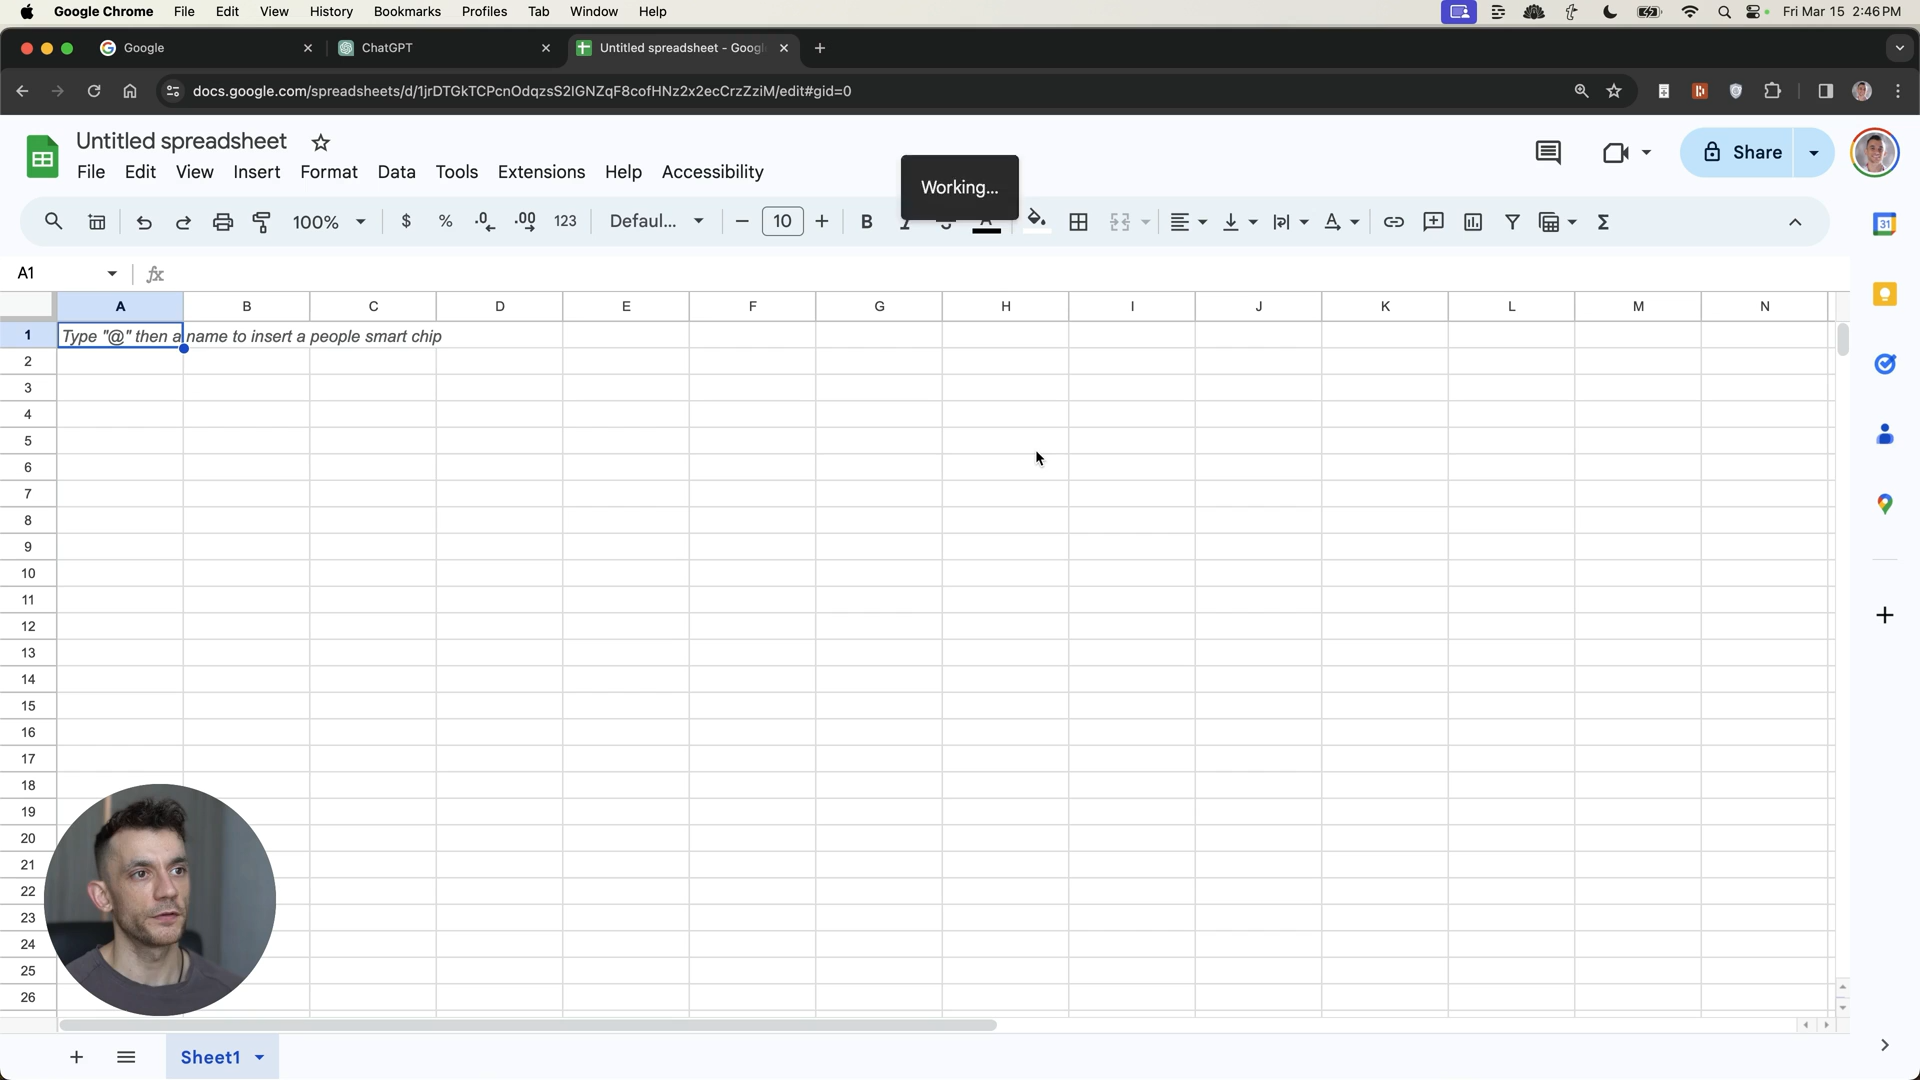 Google Chrome File Edit View History Bookmarks Profiles Tab Window Help Fri Mar 15 2:46 PM
Google ChatGPT Untitled spreadsheet - Googl
docs.google.com/spreadsheets/d/1jrDTGkTCPcnOdqzsS2lGNZqF8cofHNz2x2ecCrzZziM/edit#gid=0
Untitled spreadsheet
File Edit View Insert Format Data Tools Extensions Help Accessibility
Working...
Share
100% $ % .0 .00 123 Defaul... 10 B I S A Σ
31
A1 fx
A B C D E F G H I J K L M N
1 Type "@" then a name to insert a people smart chip
2
3
4
5
6
7
8
9
10
11
12
13
14
15
16
17
18
19
20
21
22
23
24
25
26
Sheet1